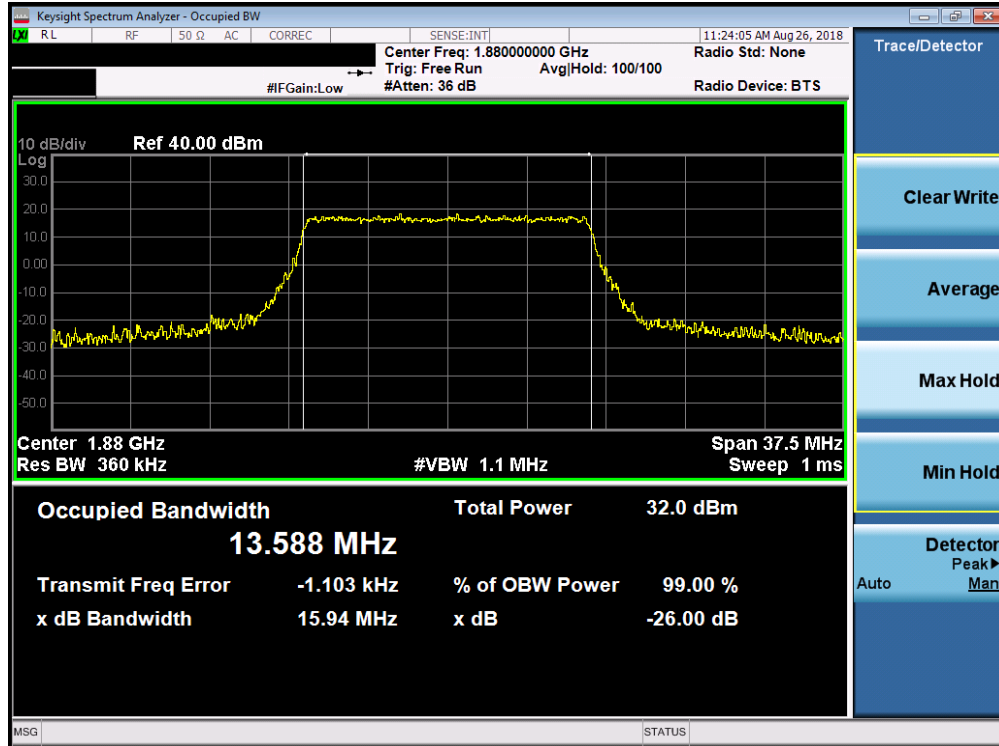 Keysight Spectrum Analyzer - Occupied BW
LXI RL RF 50 Ω AC CORREC SENSE:INT 11:24:05 AM Aug 26, 2018
Center Freq: 1.880000000 GHz Radio Std: None
Trig: Free Run Avg|Hold: 100/100
#IFGain:Low #Atten: 36 dB Radio Device: BTS
10 dB/div Ref 40.00 dBm
Log
30.0
20.0
10.0
0.00
-10.0
-20.0
-30.0
-40.0
-50.0
Center 1.88 GHz Span 37.5 MHz
Res BW 360 kHz #VBW 1.1 MHz Sweep 1 ms
Occupied Bandwidth Total Power 32.0 dBm
13.588 MHz
Transmit Freq Error -1.103 kHz % of OBW Power 99.00 %
x dB Bandwidth 15.94 MHz x dB -26.00 dB
MSG STATUS
Trace/Detector
Clear Write
Average
Max Hold
Min Hold
Detector
Peak▶
Auto Man